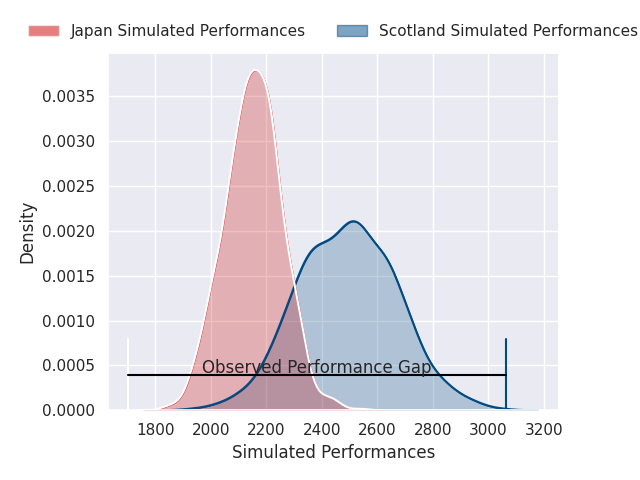 Japan Simulated Performances
Scotland Simulated Performances
0.0035
0.0030
0.0025
0.0020
0.0015
0.0010
0.0005
0.0000
Density
Observed Performance Gap
1800 2000 2200 2400 2600 2800 3000 3200
Simulated Performances